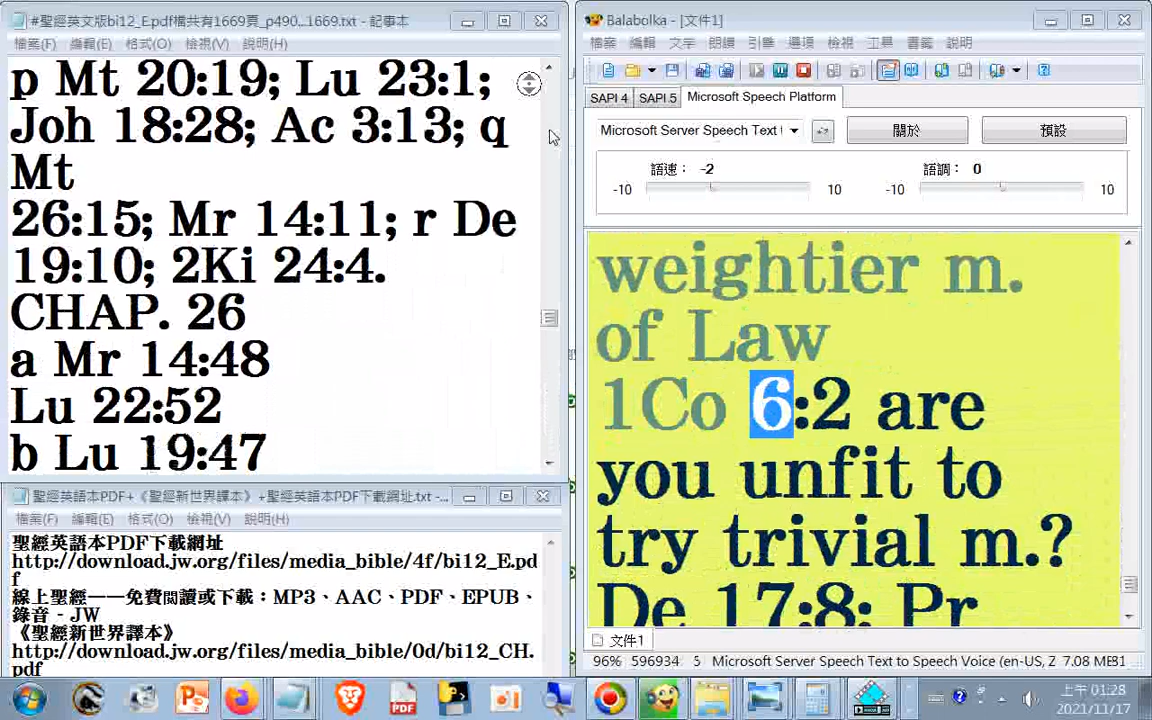 #聖經英文版bi12_E.pdf檔共有1669頁_p490,...1669.txt - 記事本
檔案(F) 編輯(E) 格式(O) 檢視(V) 說明(H)
p Mt 20:19; Lu 23:1;
Joh 18:28; Ac 3:13; q
Mt
26:15; Mr 14:11; r De
19:10; 2Ki 24:4.
CHAP. 26
a Mr 14:48
Lu 22:52
b Lu 19:47
聖經英語本PDF+《聖經新世界譯本》+聖經英語本PDF下載網址.txt -...
檔案(F) 編輯(E) 格式(O) 檢視(V) 說明(H)
聖經英語本PDF下載網址
http://download.jw.org/files/media_bible/4f/bi12_E.pd
f
線上聖經——免費閱讀或下載：MP3、AAC、PDF、EPUB、
錄音 - JW
《聖經新世界譯本》
http://download.jw.org/files/media_bible/0d/bi12_CH.
pdf
Balabolka - [文件1]
檔案 編輯 文字 朗讀 引擎 選項 檢視 工具 書籤 說明
SAPI 4 SAPI 5 Microsoft Speech Platform
Microsoft Server Speech Text 關於 預設
語速： -2 語調： 0
-10 10 -10 10
weightier m.
of Law
1Co 6:2 are
you unfit to
try trivial m.?
De 17:8; Pr
文件1
96% 596934 Microsoft Server Speech Text to Speech Voice (en-US, Z 7.08 MB
PDF
上午 01:28
2021/11/17